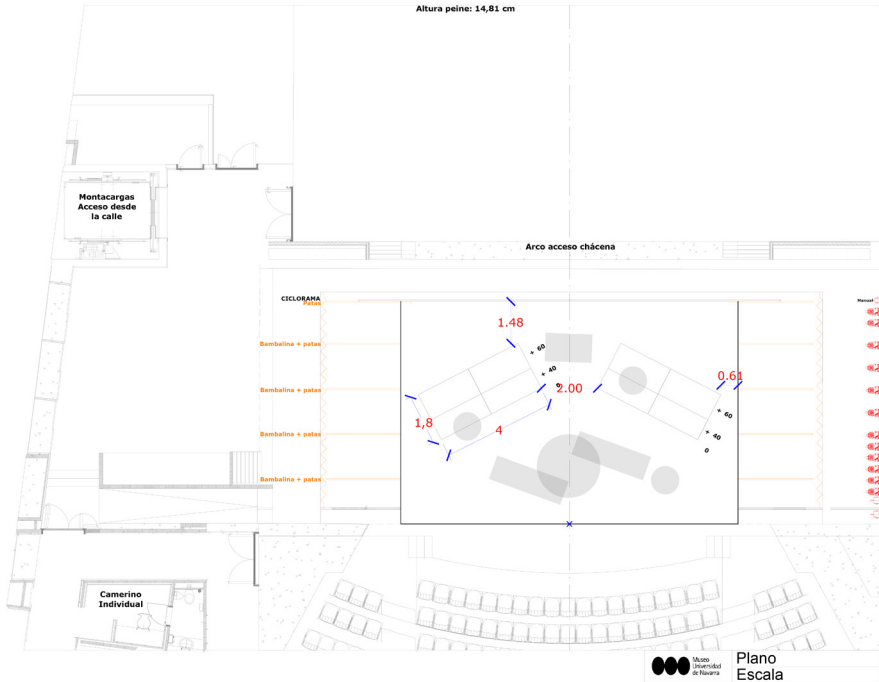 Altura peine: 14,81 cm
Montacargas
Acceso desde
la calle
Arco acceso chácena
CICLORAMA
Patas
Manual
Bambalina + patas
1.48
+ 60
+ 40
0
2.00
0.61
Bambalina + patas
1,8
4
+ 60
+ 40
0
Bambalina + patas
Bambalina + patas
Camerino
Individual
Museo
Universidad
de Navarra
Plano
Escala